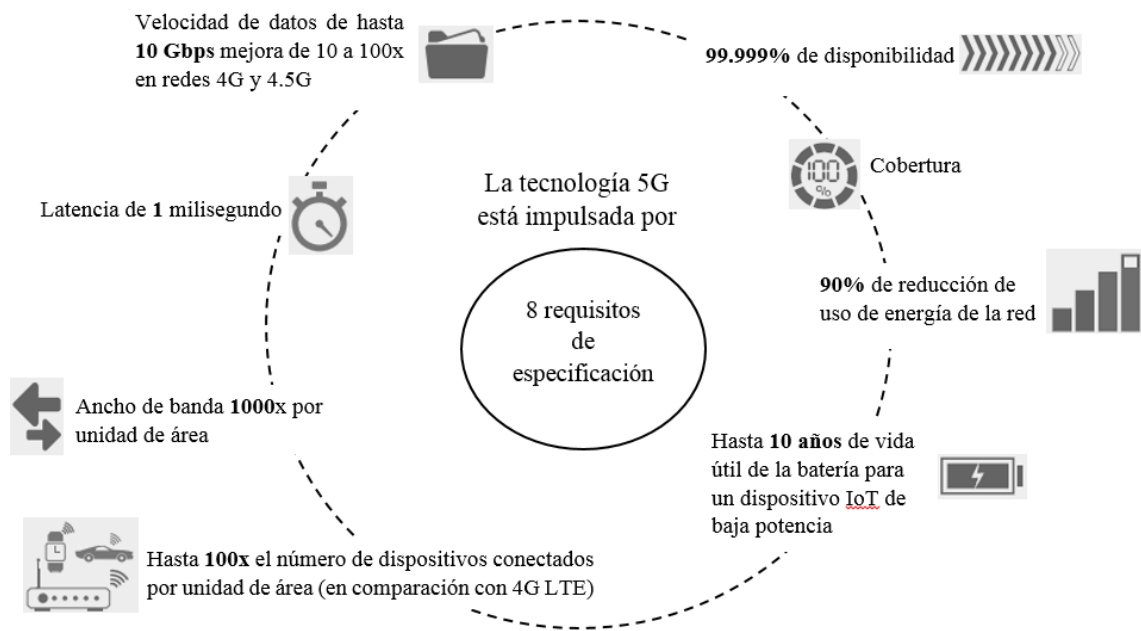 Velocidad de datos de hasta
10 Gbps mejora de 10 a 100x
en redes 4G y 4.5G
99.999% de disponibilidad
100
%
Cobertura
La tecnología 5G
está impulsada por
Latencia de 1 milisegundo
8 requisitos
de
especificación
90% de reducción de
uso de energía de la red
Ancho de banda 1000x por
unidad de área
Hasta 10 años de vida
útil de la batería para
un dispositivo IoT de
baja potencia
Hasta 100x el número de dispositivos conectados
por unidad de área (en comparación con 4G LTE)